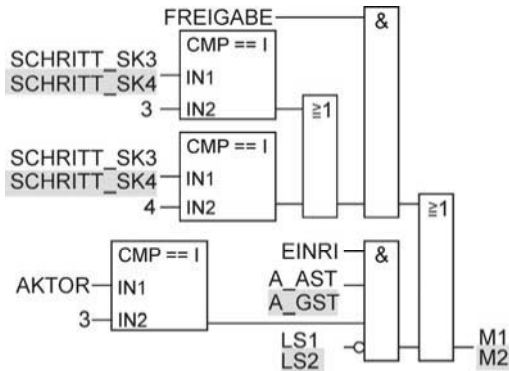 FREIGABE
&
CMP == I
SCHRITT_SK3
SCHRITT_SK4
IN1
3
IN2
≥1
CMP == I
SCHRITT_SK3
SCHRITT_SK4
IN1
4
IN2
≥1
CMP == I
EINRI
&
AKTOR
IN1
A_AST
A_GST
3
IN2
LS1
LS2
M1
M2